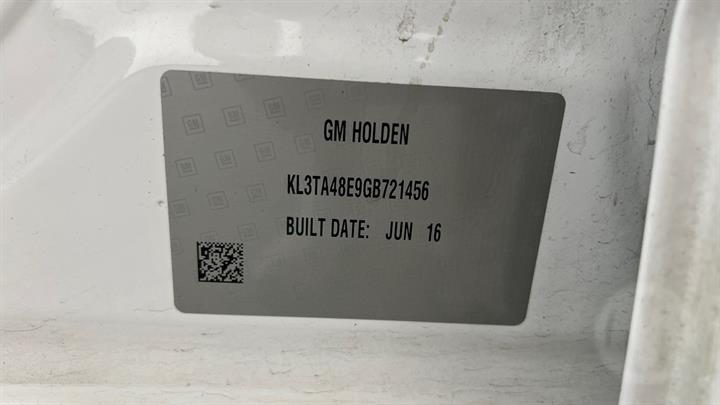 GM HOLDEN
KL3TA48E9GB721456
BUILT DATE: JUN 16